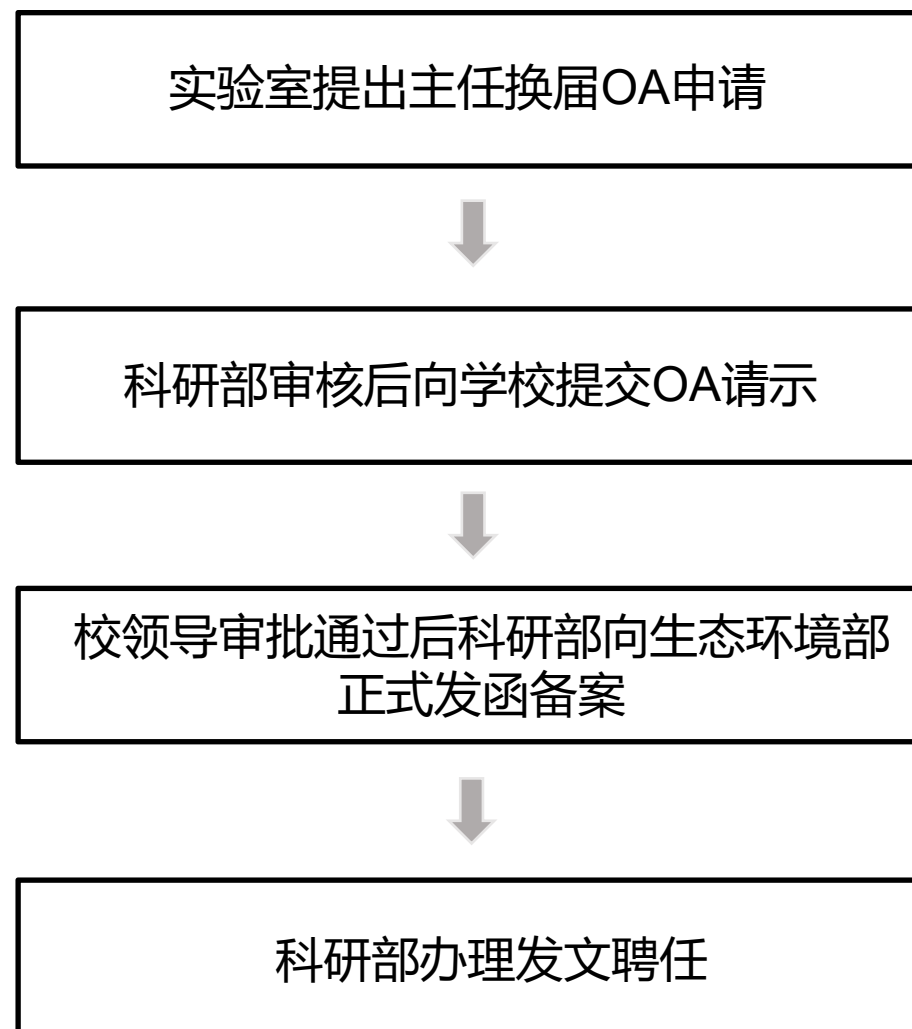 实验室提出主任换届OA申请
科研部审核后向学校提交OA请示
校领导审批通过后科研部向生态环境部
正式发函备案
科研部办理发文聘任